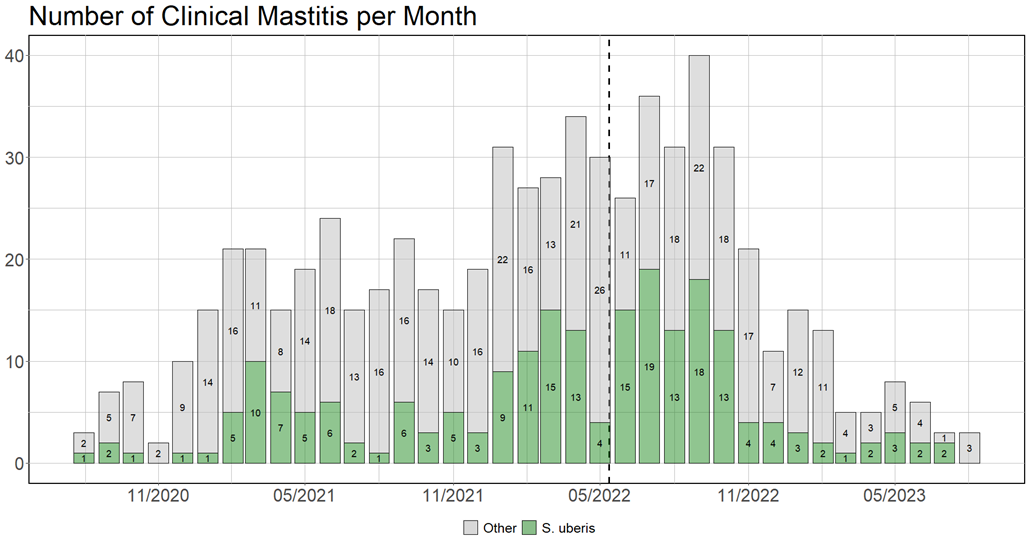 Number of Clinical Mastitis per Month
40
30
20
10
0
2 5 7 2 9 14 16 11 8 14 18 13 16 16 14 10 16 22 16 13 21 26 11 17 18 22 18 17 7 12 11 4 3 5 4 1 3
1 2 1 1 1 5 10 7 5 6 2 1 6 3 5 3 9 11 15 13 4 15 19 13 18 13 4 4 3 2 1 2 3 2 2
11/2020 05/2021 11/2021 05/2022 11/2022 05/2023
Other S. uberis